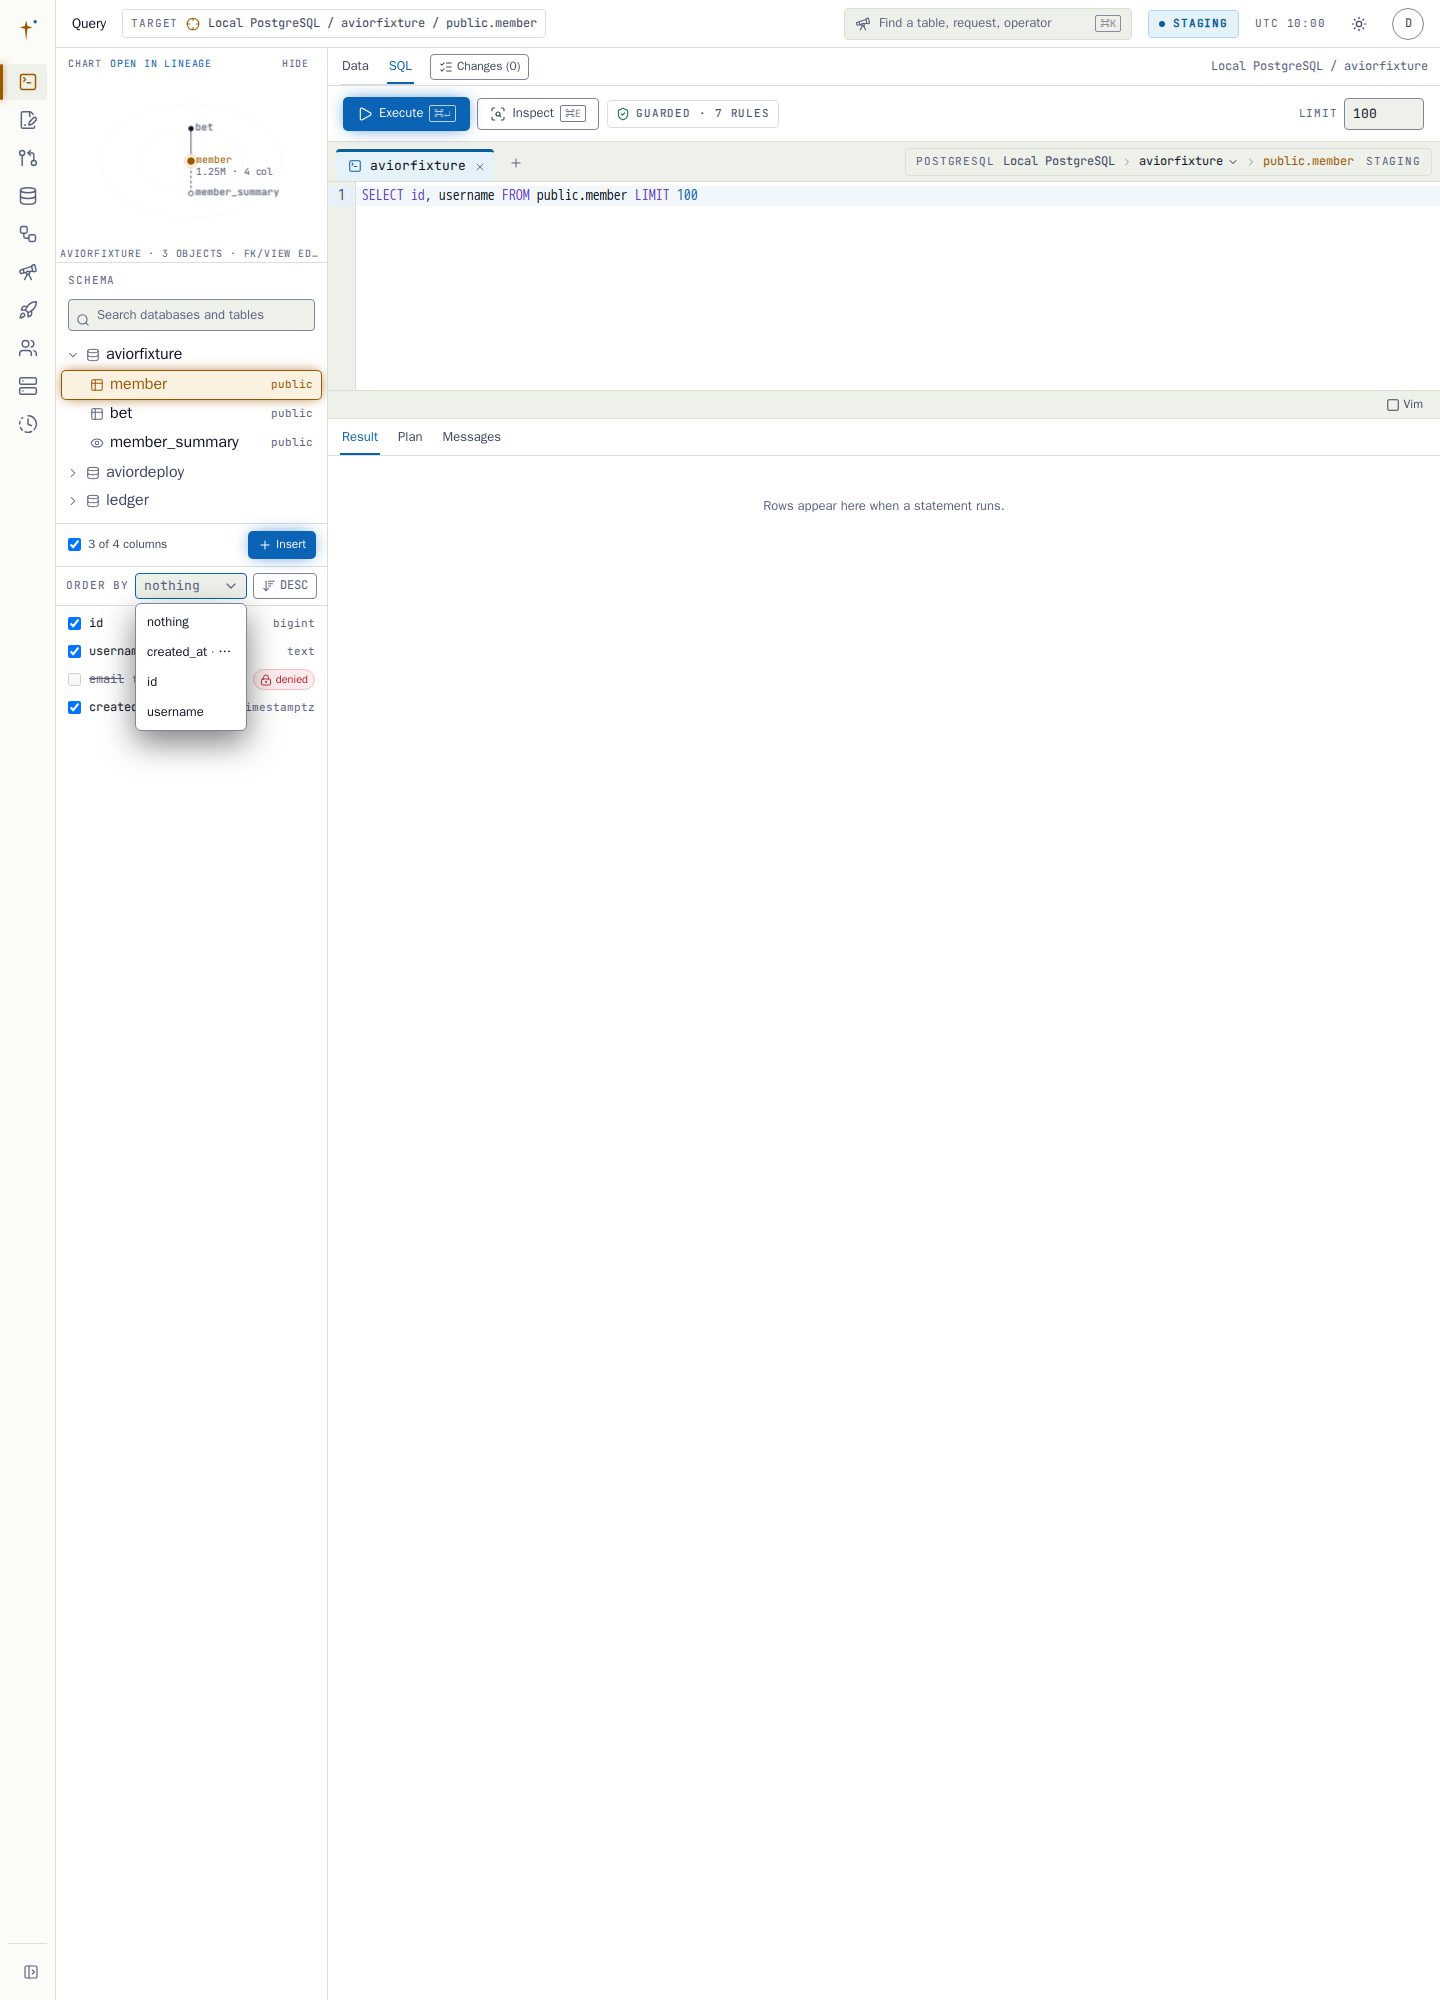 Query
TARGET Local PostgreSQL / aviorfixture / public.member
Find a table, request, operator ⌘K
STAGING
UTC 10:00
D
CHART OPEN IN LINEAGE HIDE
bet
member
1.25M · 4 col
member_summary
AVIORFIXTURE · 3 OBJECTS · FK/VIEW ED…
SCHEMA
Search databases and tables
aviorfixture
member public
bet public
member_summary public
aviordeploy
ledger
3 of 4 columns Insert
ORDER BY nothing DESC
nothing
created_at · ···
id
username
id bigint
usernam text
email denied
created imestamptz
Data SQL Changes (0) Local PostgreSQL / aviorfixture
Execute ⌘↵ Inspect ⌘E GUARDED · 7 RULES LIMIT 100
aviorfixture × + POSTGRESQL Local PostgreSQL › aviorfixture › public.member STAGING
1 SELECT id, username FROM public.member LIMIT 100
Vim
Result Plan Messages
Rows appear here when a statement runs.